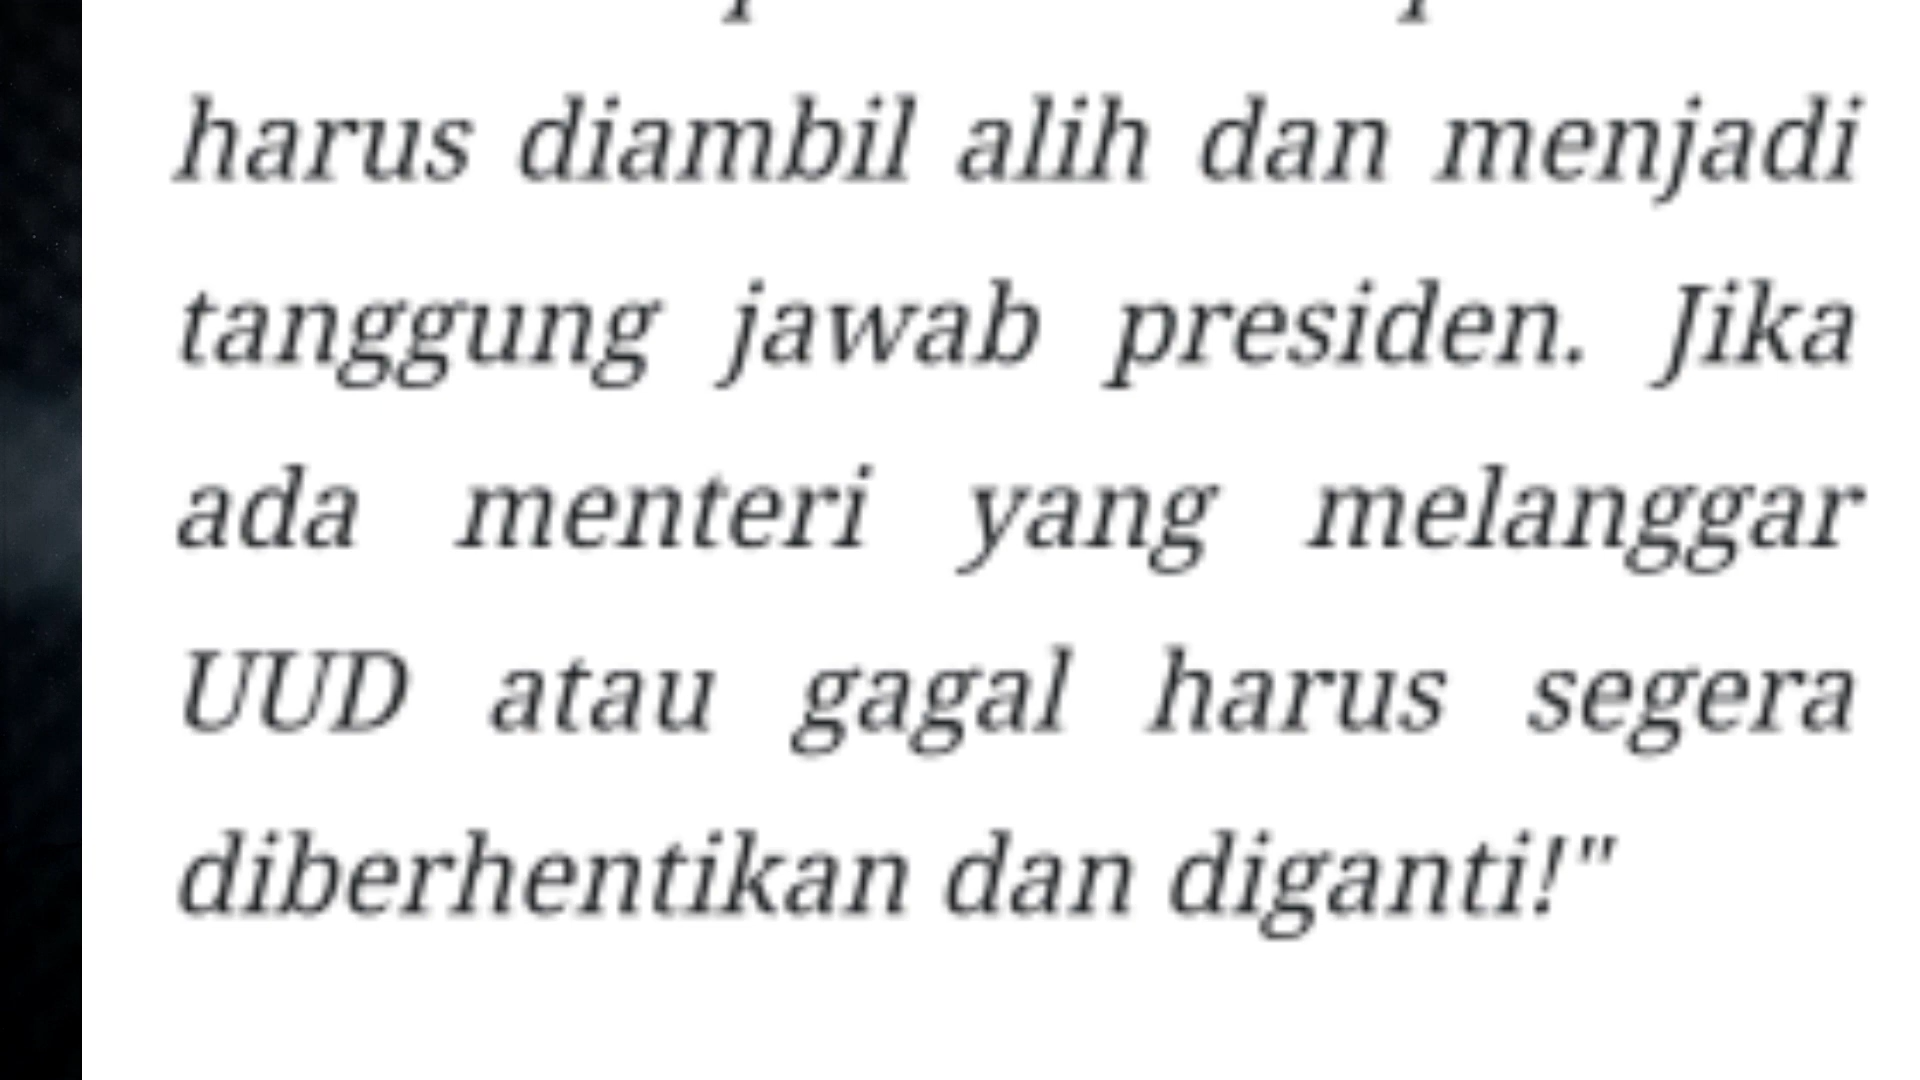 harus diambil alih dan menjadi
tanggung jawab presiden. Jika
ada menteri yang melanggar
UUD atau gagal harus segera
diberhentikan dan diganti!"